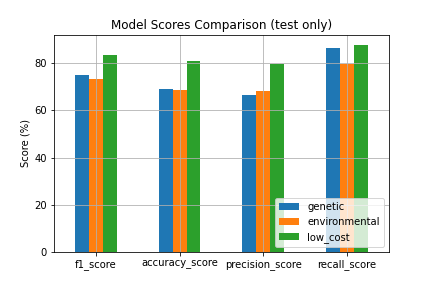 Model Scores Comparison (test only)
Score (%)
80
60
40
20
0
genetic
environmental
low_cost
f1_score
accuracy_score
precision_score
recall_score